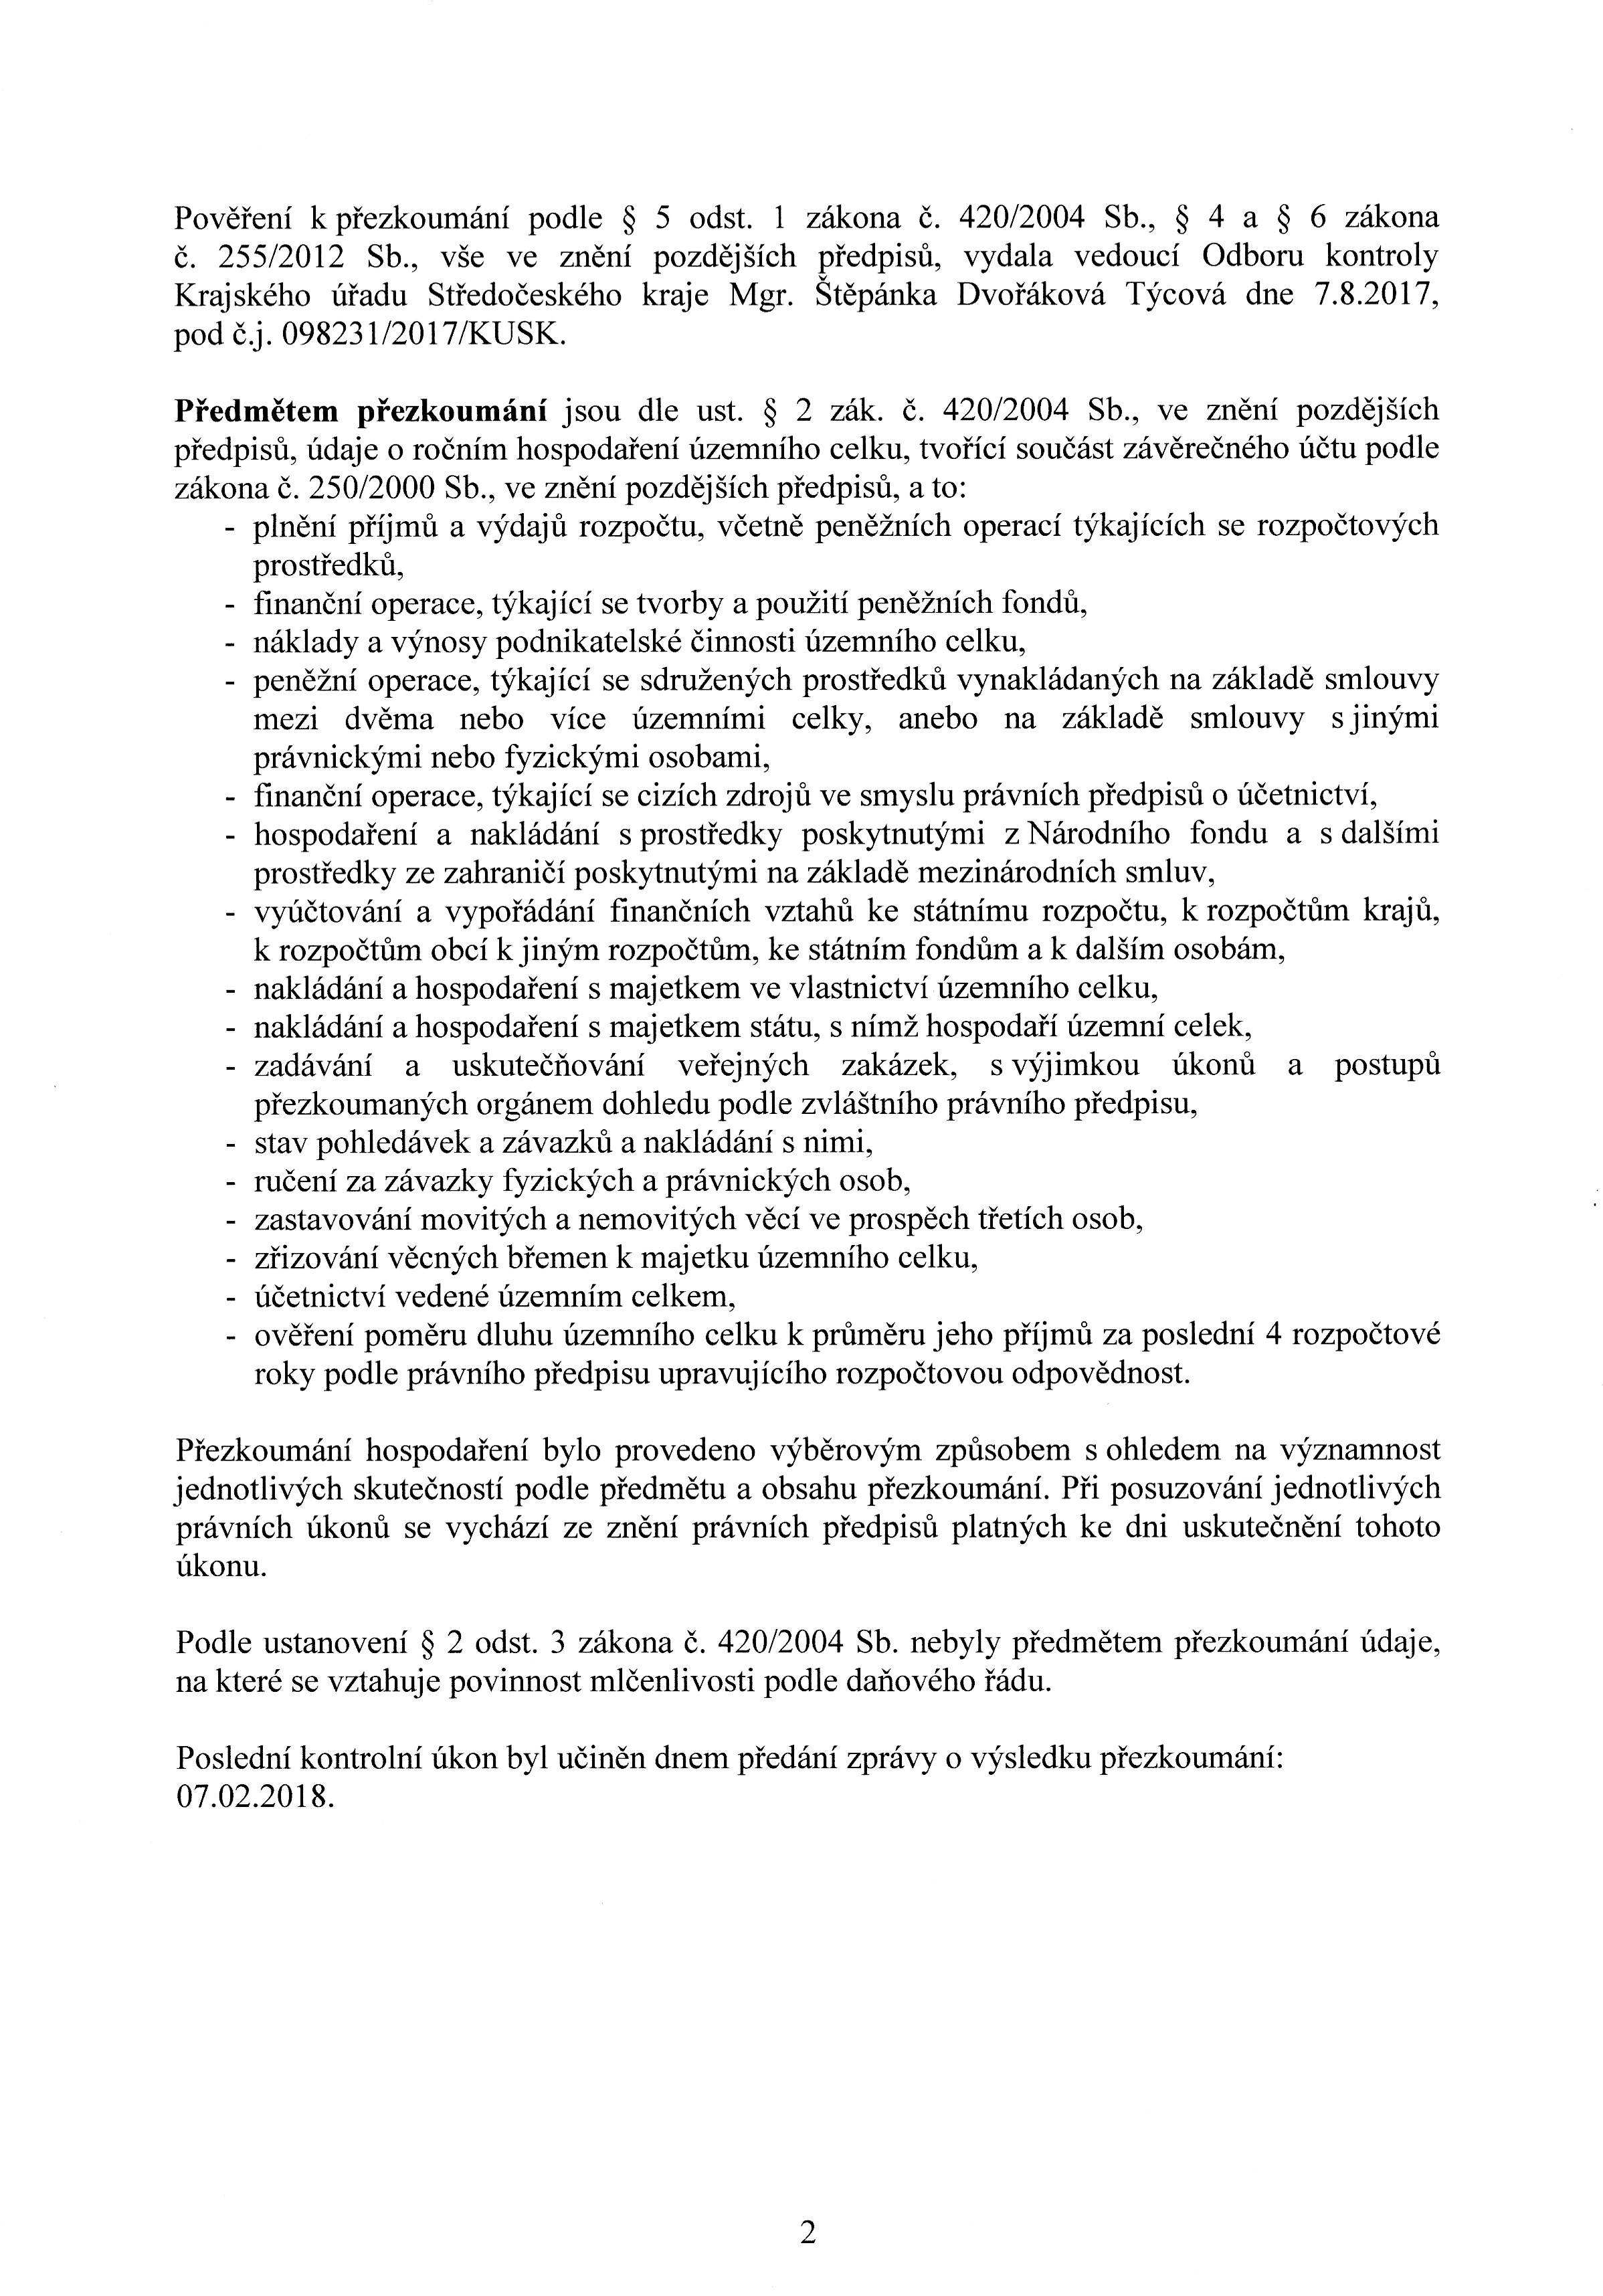 Pověření k přezkoumání podle § 5 odst. 1 zákona č. 420/2004 Sb., § 4 a § 6 zákona
č. 255/2012 Sb., vše ve znění pozdějších předpisů, vydala vedoucí Odboru kontroly
Krajského úřadu Středočeského kraje Mgr. Štěpánka Dvořáková Týcová dne 7.8.2017,
pod č.j. 098231/2017/KUSK.
Předmětem přezkoumání jsou dle ust. § 2 zák. č. 420/2004 Sb., ve znění pozdějších
předpisů, údaje o ročním hospodaření územního celku, tvořící součást závěrečného účtu podle
zákona č. 250/2000 Sb., ve znění pozdějších předpisů, a to:
- plnění příjmů a výdajů rozpočtu, včetně peněžních operací týkajících se rozpočtových
prostředků,
- finanční operace, týkající se tvorby a použití peněžních fondů,
- náklady a výnosy podnikatelské činnosti územního celku,
- peněžní operace, týkající se sdružených prostředků vynakládaných na základě smlouvy
mezi dvěma nebo více územními celky, anebo na základě smlouvy s jinými
právnickými nebo fyzickými osobami,
- finanční operace, týkající se cizích zdrojů ve smyslu právních předpisů o účetnictví,
- hospodaření a nakládání s prostředky poskytnutými z Národního fondu a s dalšími
prostředky ze zahraničí poskytnutými na základě mezinárodních smluv,
- vyúčtování a vypořádání finančních vztahů ke státnímu rozpočtu, k rozpočtům krajů,
k rozpočtům obcí k jiným rozpočtům, ke státním fondům a k dalším osobám,
- nakládání a hospodaření s majetkem ve vlastnictví územního celku,
- nakládání a hospodaření s majetkem státu, s nímž hospodaří územní celek,
- zadávání a uskutečňování veřejných zakázek, s výjimkou úkonů a postupů
přezkoumaných orgánem dohledu podle zvláštního právního předpisu,
- stav pohledávek a závazků a nakládání s nimi,
- ručení za závazky fyzických a právnických osob,
- zastavování movitých a nemovitých věcí ve prospěch třetích osob,
- zřizování věcných břemen k majetku územního celku,
- účetnictví vedené územním celkem,
- ověření poměru dluhu územního celku k průměru jeho příjmů za poslední 4 rozpočtové
roky podle právního předpisu upravujícího rozpočtovou odpovědnost.
Přezkoumání hospodaření bylo provedeno výběrovým způsobem s ohledem na významnost
jednotlivých skutečností podle předmětu a obsahu přezkoumání. Při posuzování jednotlivých
právních úkonů se vychází ze znění právních předpisů platných ke dni uskutečnění tohoto
úkonu.
Podle ustanovení § 2 odst. 3 zákona č. 420/2004 Sb. nebyly předmětem přezkoumání údaje,
na které se vztahuje povinnost mlčenlivosti podle daňového řádu.
Poslední kontrolní úkon byl učiněn dnem předání zprávy o výsledku přezkoumání:
07.02.2018.
2